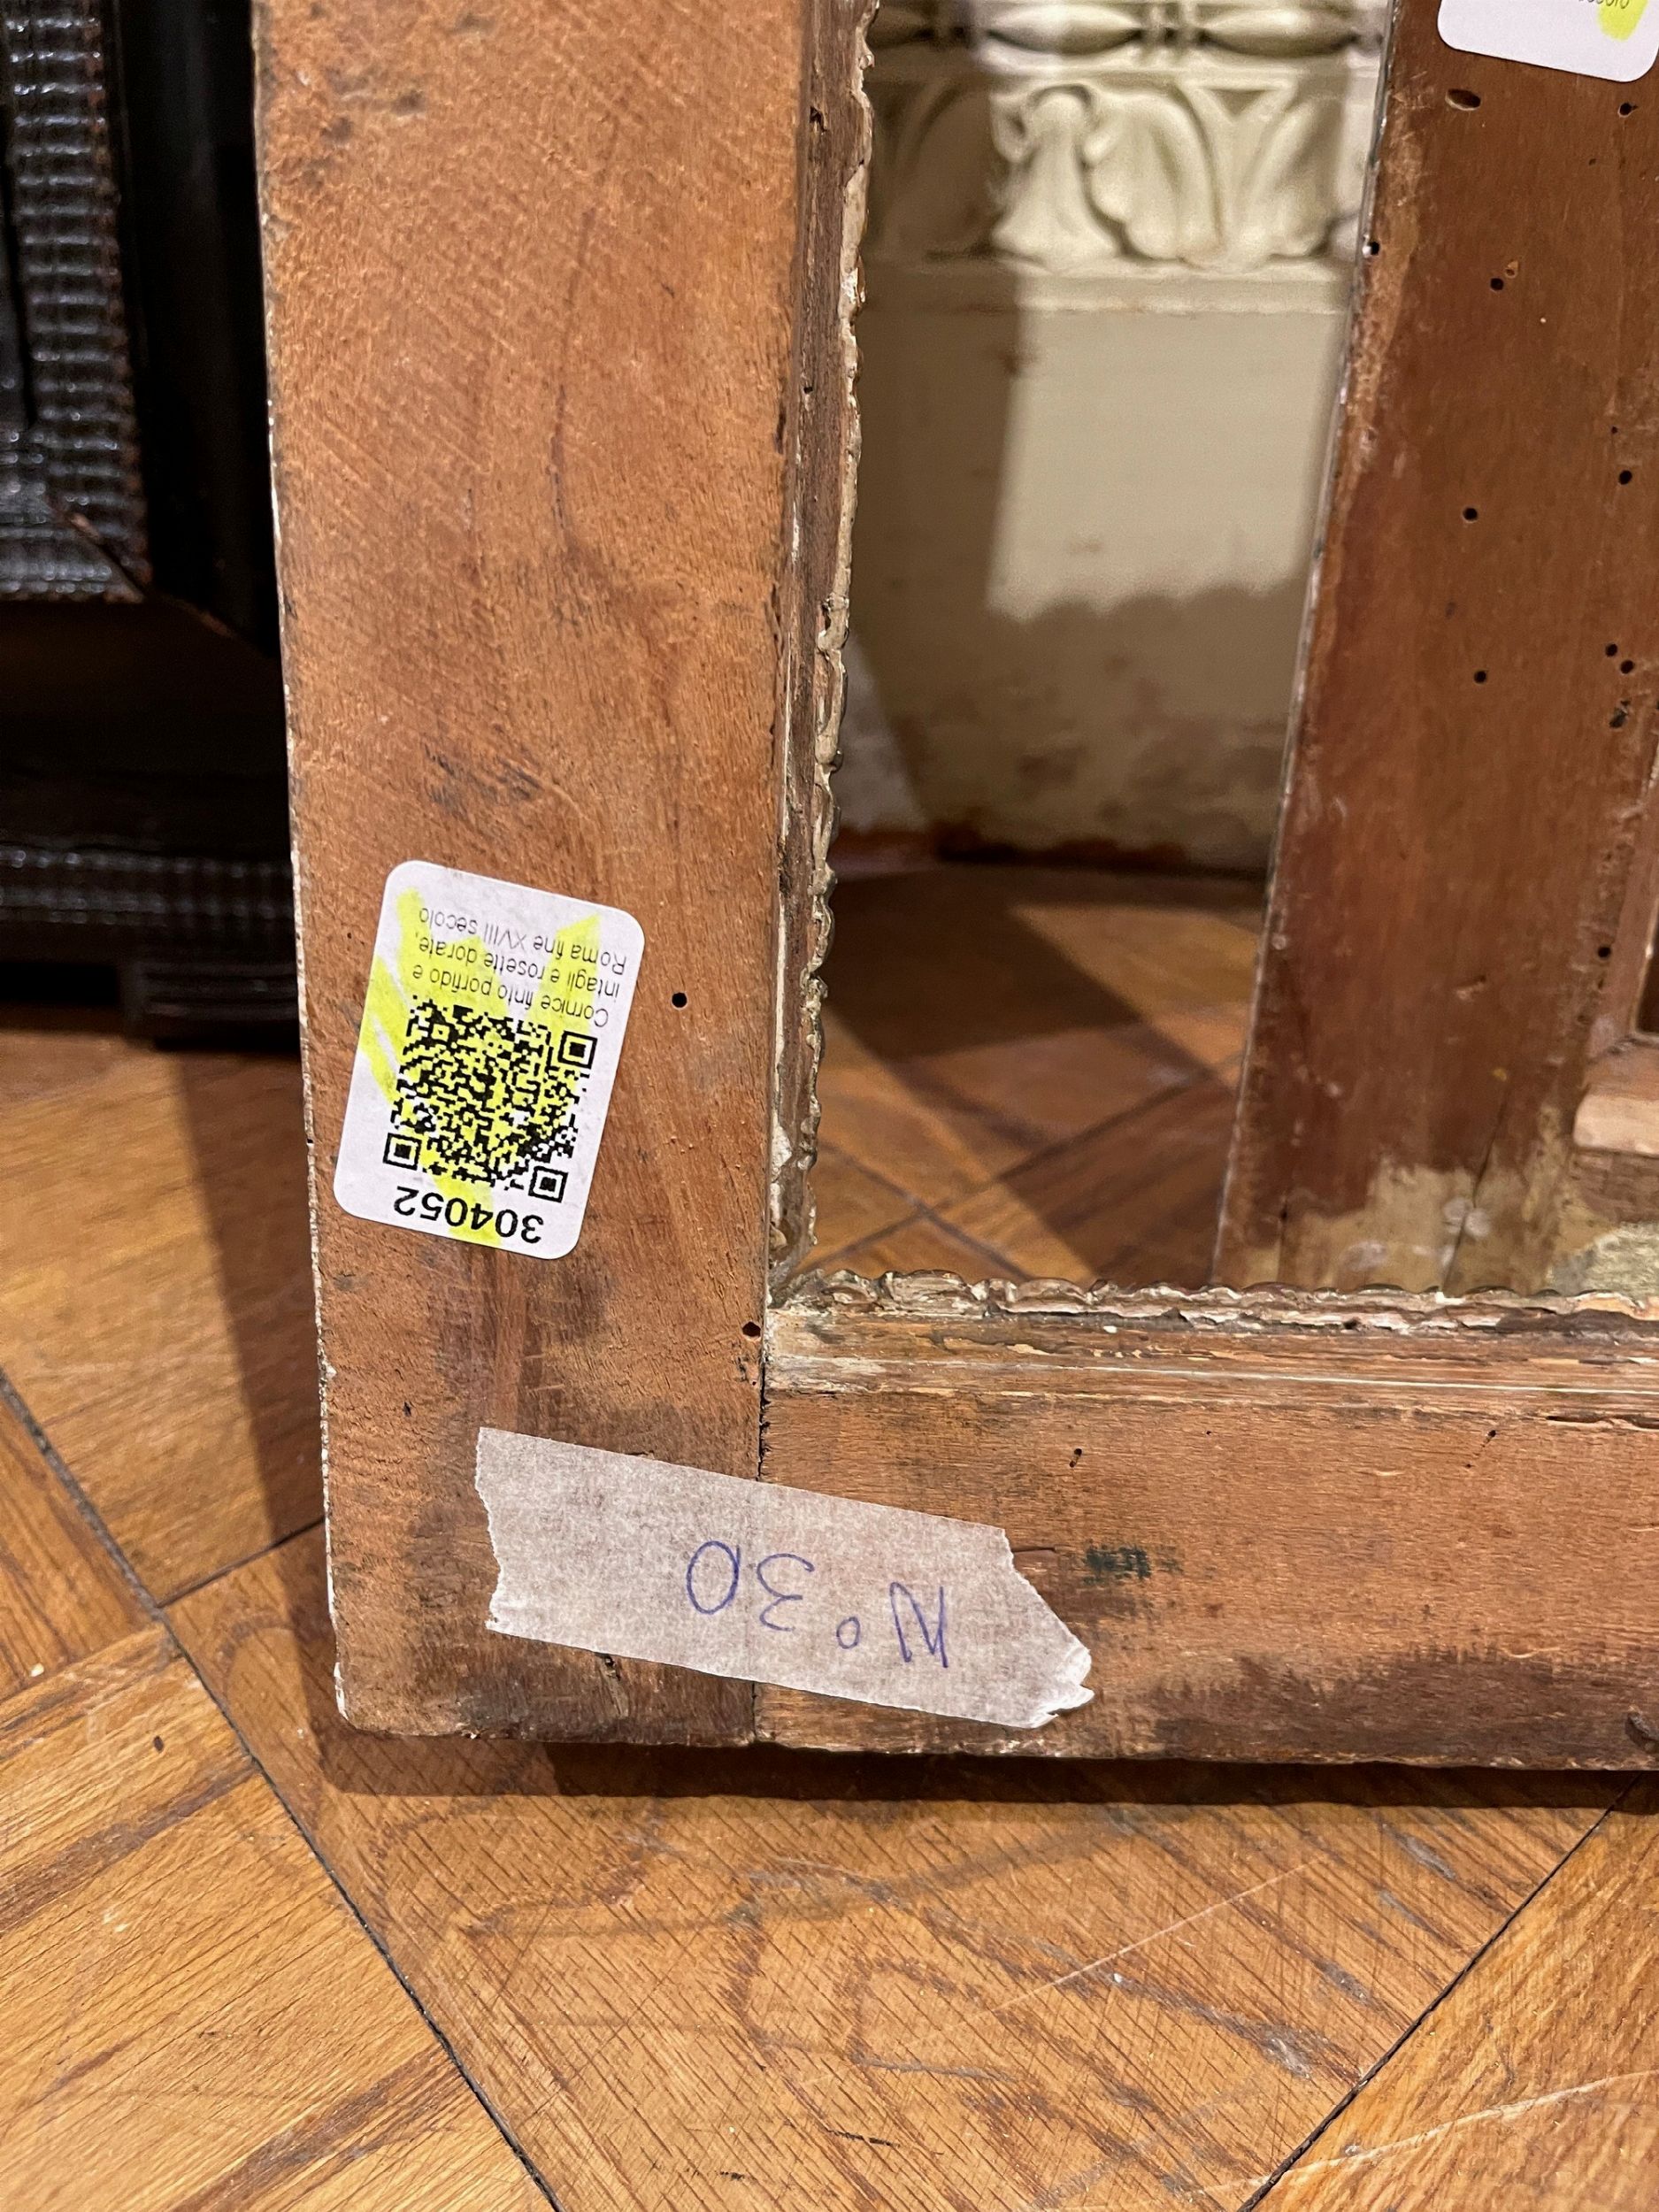 304052
Cornice finto porfido e
intagli e rosette dorate,
Roma fine XVIII secolo
N° 30